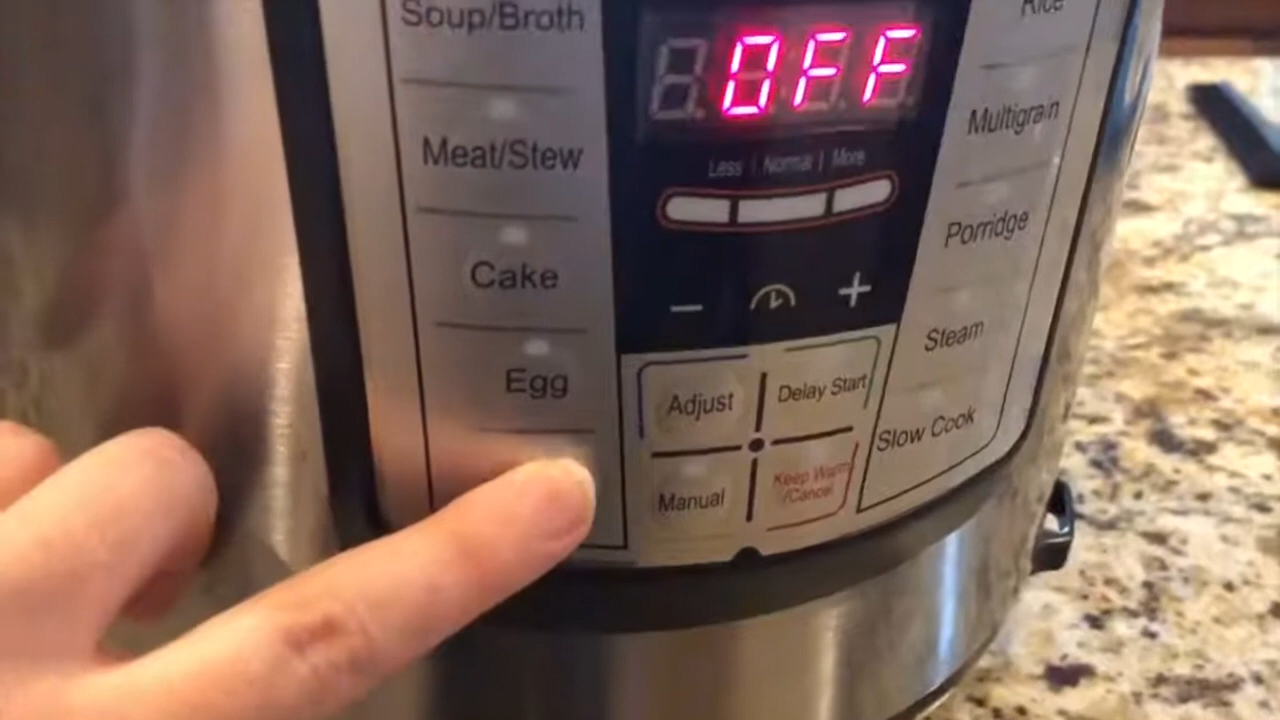 Soup/Broth
Meat/Stew
Cake
Egg
OFF
Less | Normal | More
− +
Adjust
Delay Start
Manual
Keep Warm
/Cancel
Rice
Multigrain
Porridge
Steam
Slow Cook